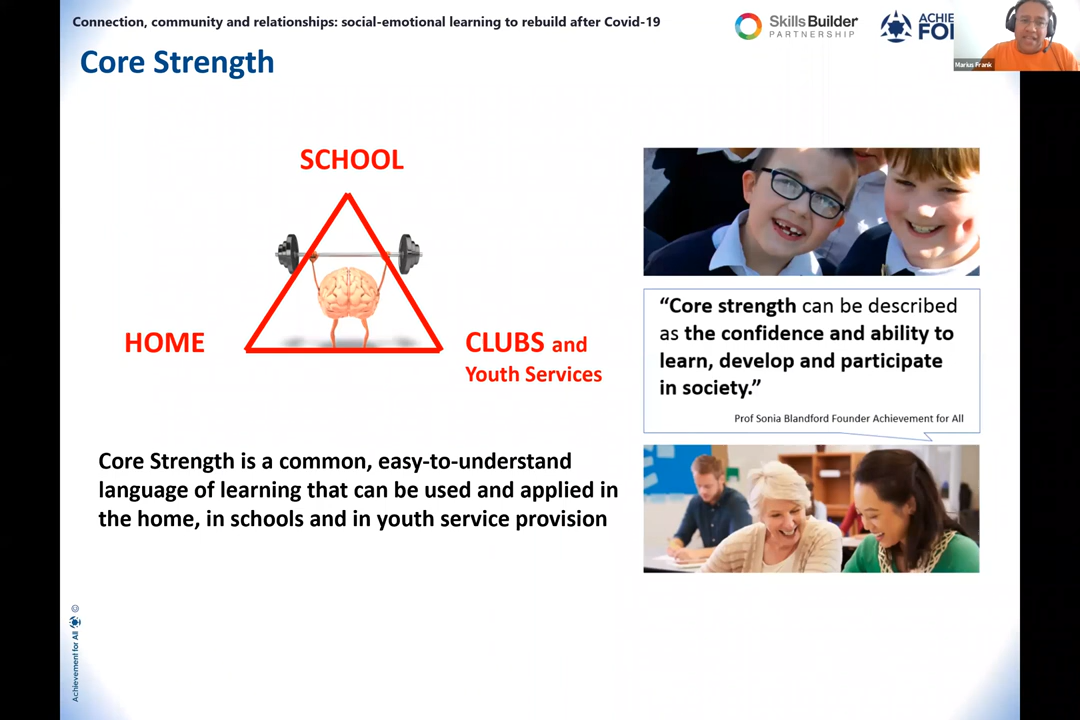 Connection, community and relationships: social-emotional learning to rebuild after Covid-19
SkillsBuilder
PARTNERSHIP
ACHIE
FOI
Marius Frank
Core Strength
SCHOOL
HOME
CLUBS and
Youth Services
“Core strength can be described
as the confidence and ability to
learn, develop and participate
in society.”
Prof Sonia Blandford Founder Achievement for All
Core Strength is a common, easy-to-understand
language of learning that can be used and applied in
the home, in schools and in youth service provision
Achievement for All ©